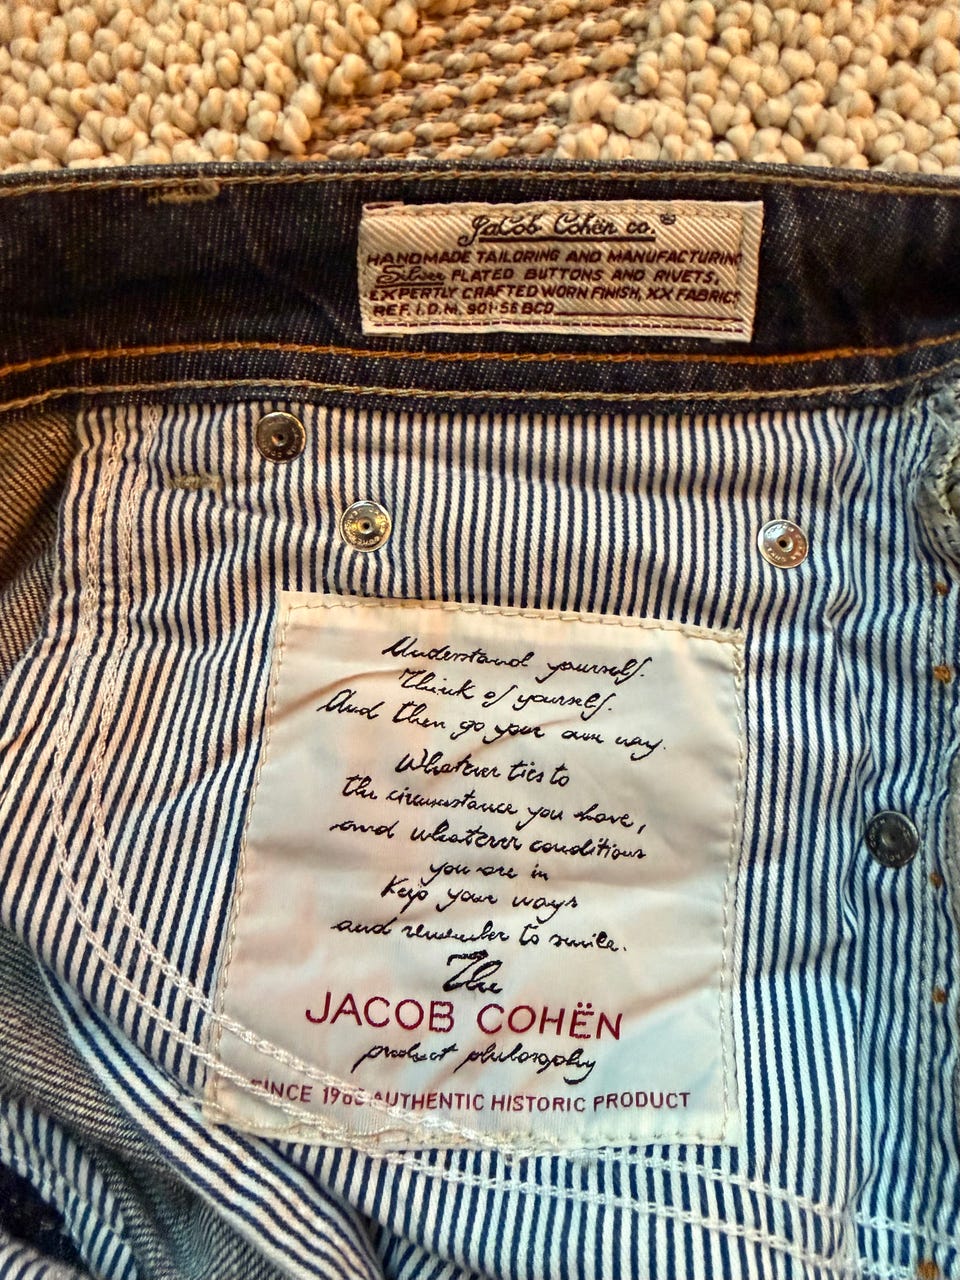 Jacob Cohën co.®
HANDMADE TAILORING AND MANUFACTURING
Silver PLATED BUTTONS AND RIVETS,
EXPERTLY CRAFTED WORN FINISH, XX FABRICS
REF. I.D.M. 901·56 BCD
Understand yourself.
Think of yourself.
And then go your own way.
Whatever ties to
the circumstance you have,
and whatever conditions
you are in
Keep your ways
and remember to smile.
The
JACOB COHËN
product philosophy
SINCE 1985 AUTHENTIC HISTORIC PRODUCT